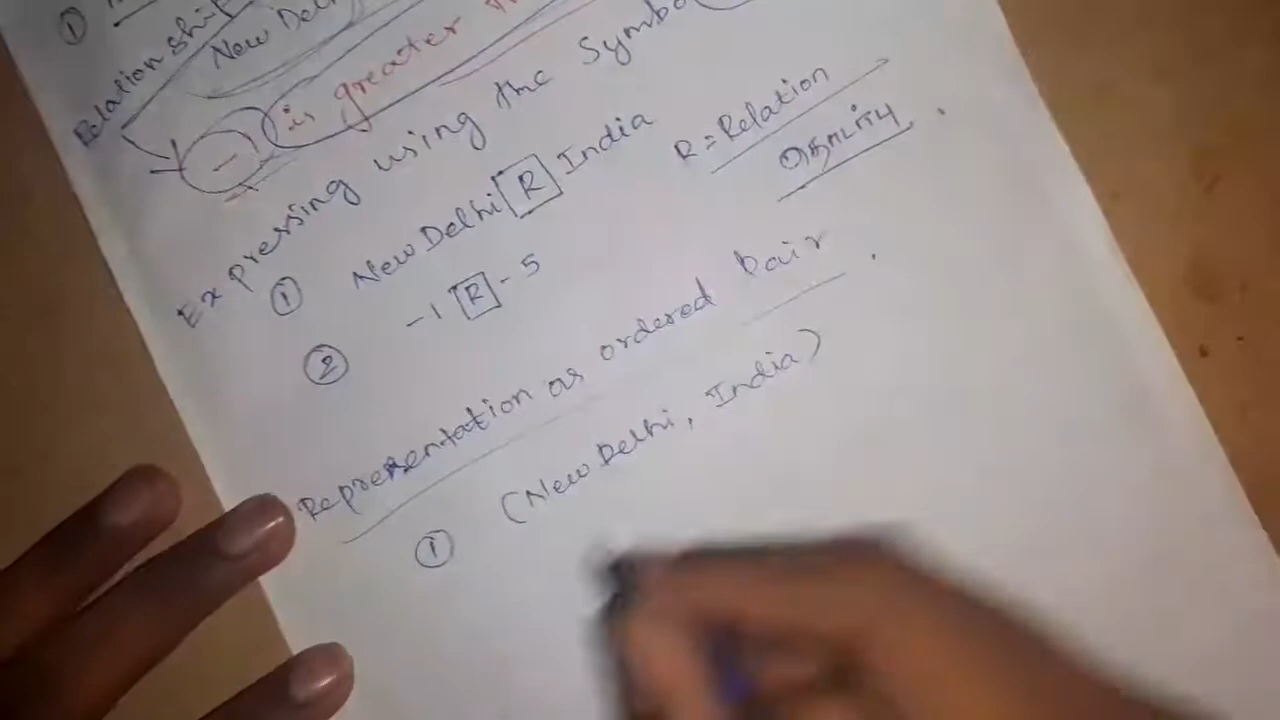 ①
Relationship
New Del
is greater
Expressing using the Symbo
① New Delhi R India
R = Relation
தொடர்பு.
② -1 R - 5
Representation as ordered Pair.
① (New Delhi, India)